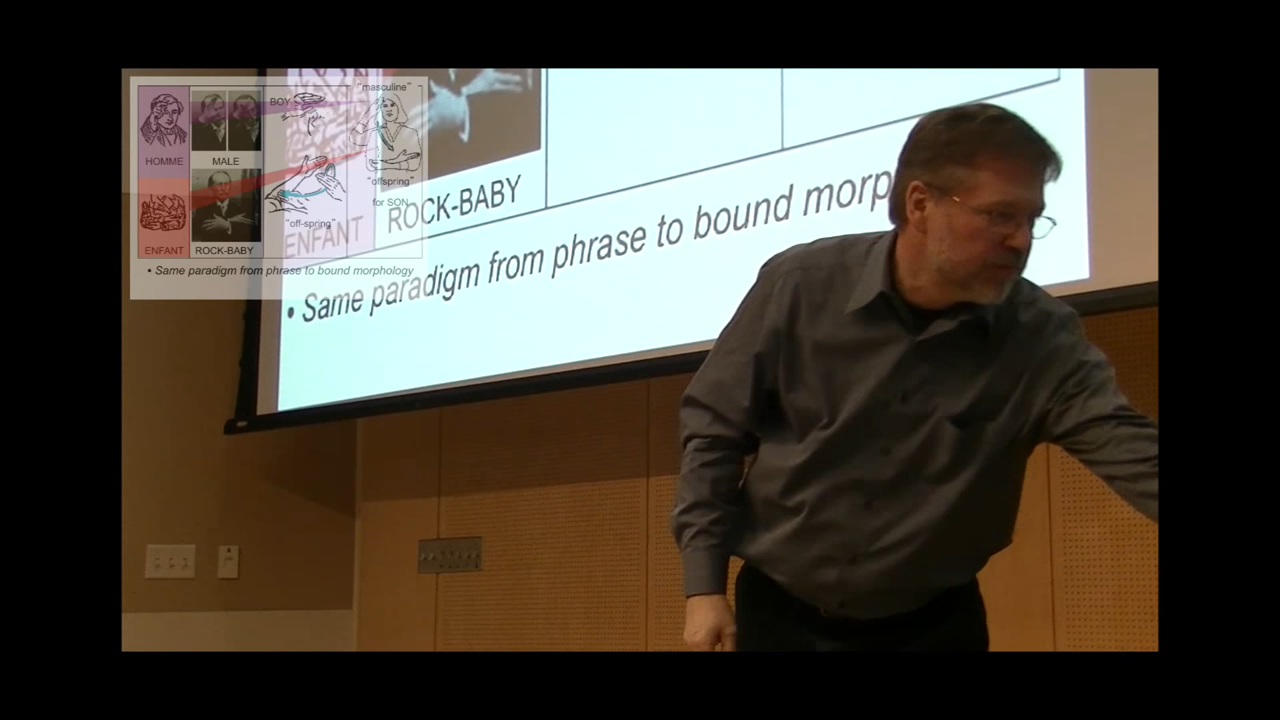 "masculine"
BOY
HOMME MALE
"offspring"
for SON
"off-spring"
ENFANT ROCK-BABY
• Same paradigm from phrase to bound morphology
ROCK-BABY
ENFANT
• Same paradigm from phrase to bound morp